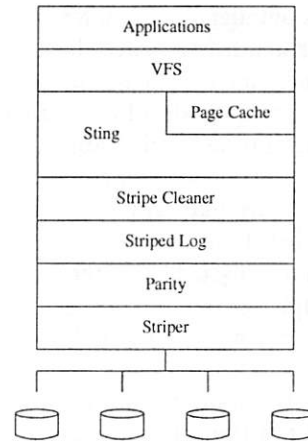 Applications
VFS
Page Cache
Sting
Stripe Cleaner
Striped Log
Parity
Striper